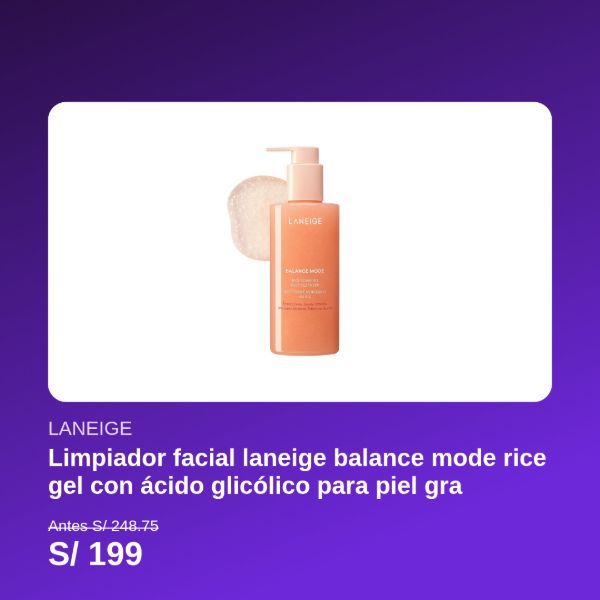 LANEIGE
BALANCE MODE
LANEIGE
Limpiador facial laneige balance mode rice
gel con ácido glicólico para piel gra
Antes S/ 248.75
S/ 199